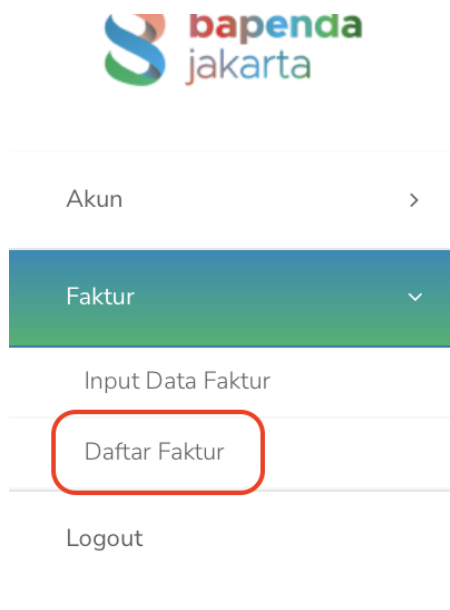 bapenda
jakarta
Akun
Faktur
Input Data Faktur
Daftar Faktur
Logout